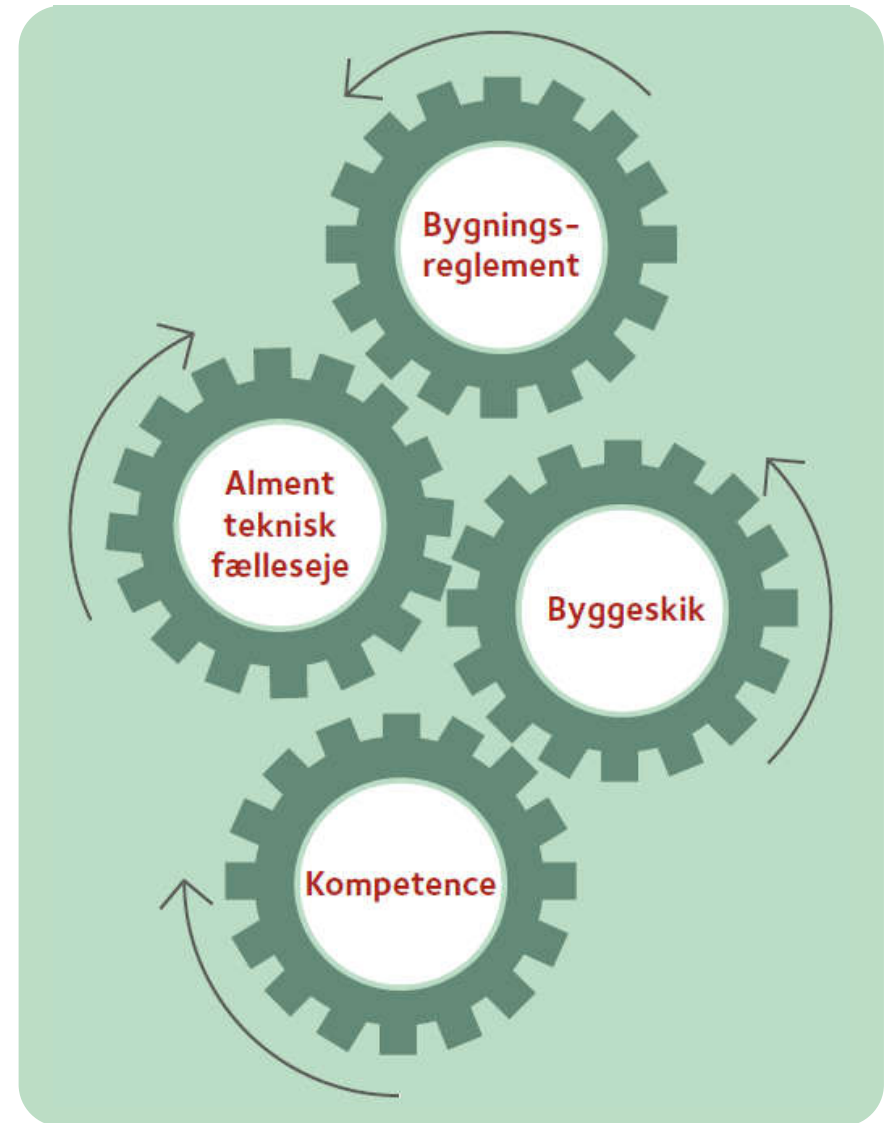 Bygnings-
reglement
Alment
teknisk
fælleseje
Byggeskik
Kompetence